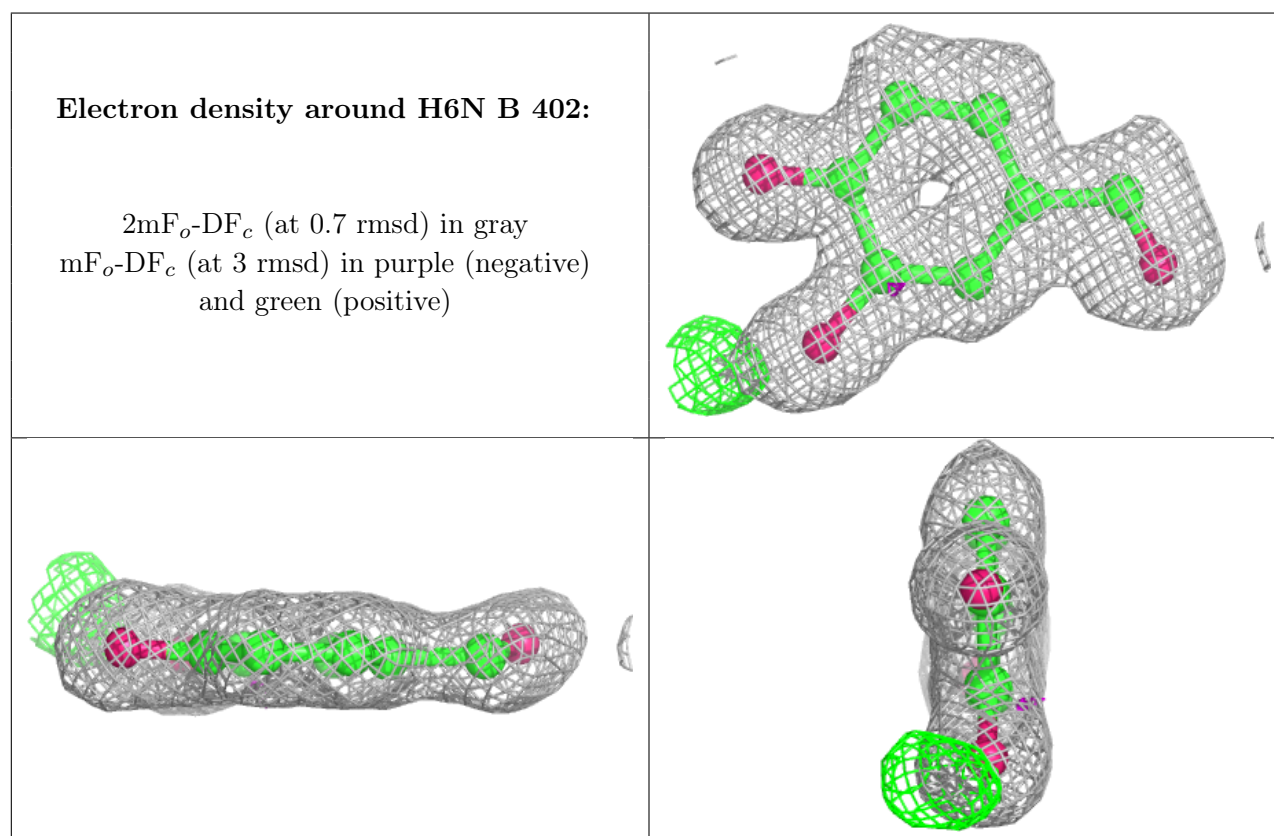 Electron density around H6N B 402:
2mFo-DFc (at 0.7 rmsd) in gray
mFo-DFc (at 3 rmsd) in purple (negative)
and green (positive)